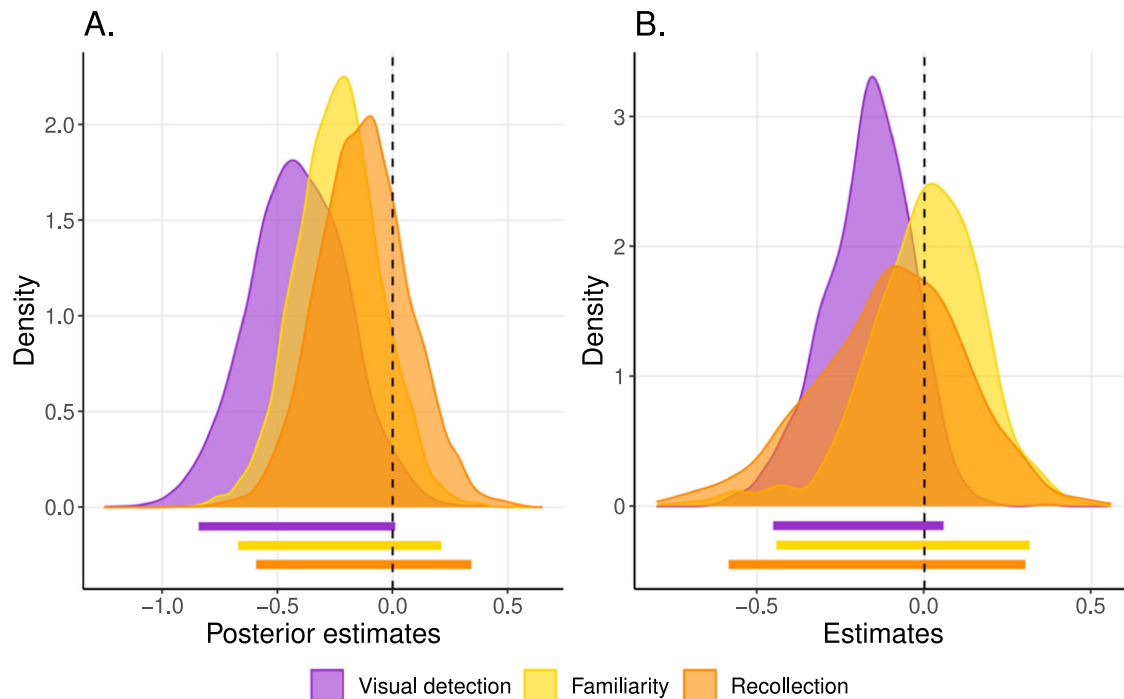 A.
B.
Density
2.0
1.5
1.0
0.5
0.0
−1.0 −0.5 0.0 0.5
Posterior estimates
Density
3
2
1
0
−0.5 0.0 0.5
Estimates
Visual detection Familiarity Recollection